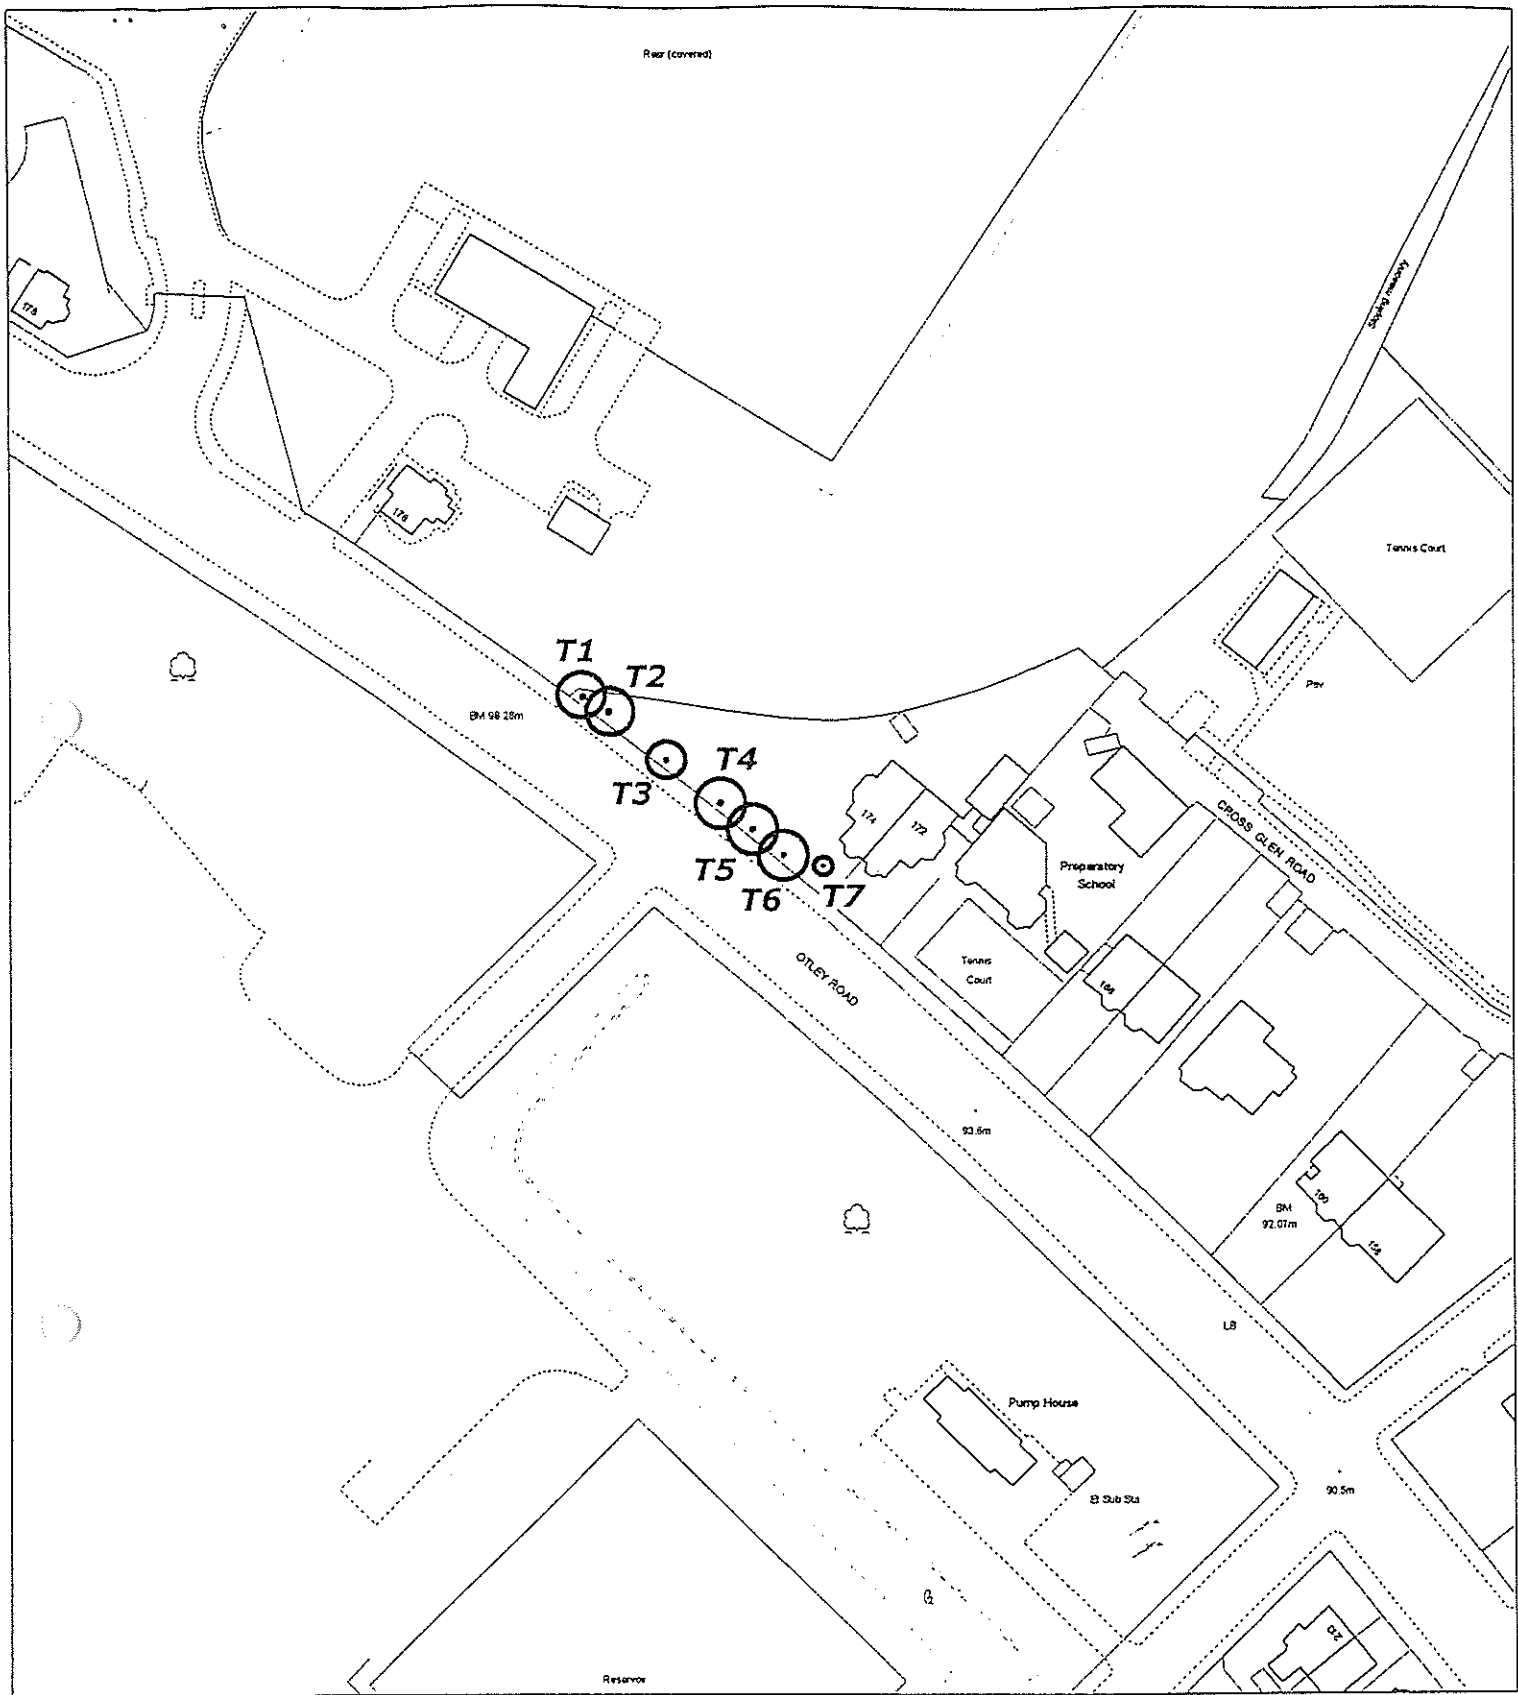 Resr (covered)
Sloping masonry
178
176
Tennis Court
T1
T2
Pav
BM 98.28m
T4
T3
CROSS GLEN ROAD
174
172
Preparatory
School
T5
T6
T7
OTLEY ROAD
Tennis
Court
166
93.6m
160
BM
92.07m
158
LB
Pump House
El Sub Sta
90.5m
Reservoir